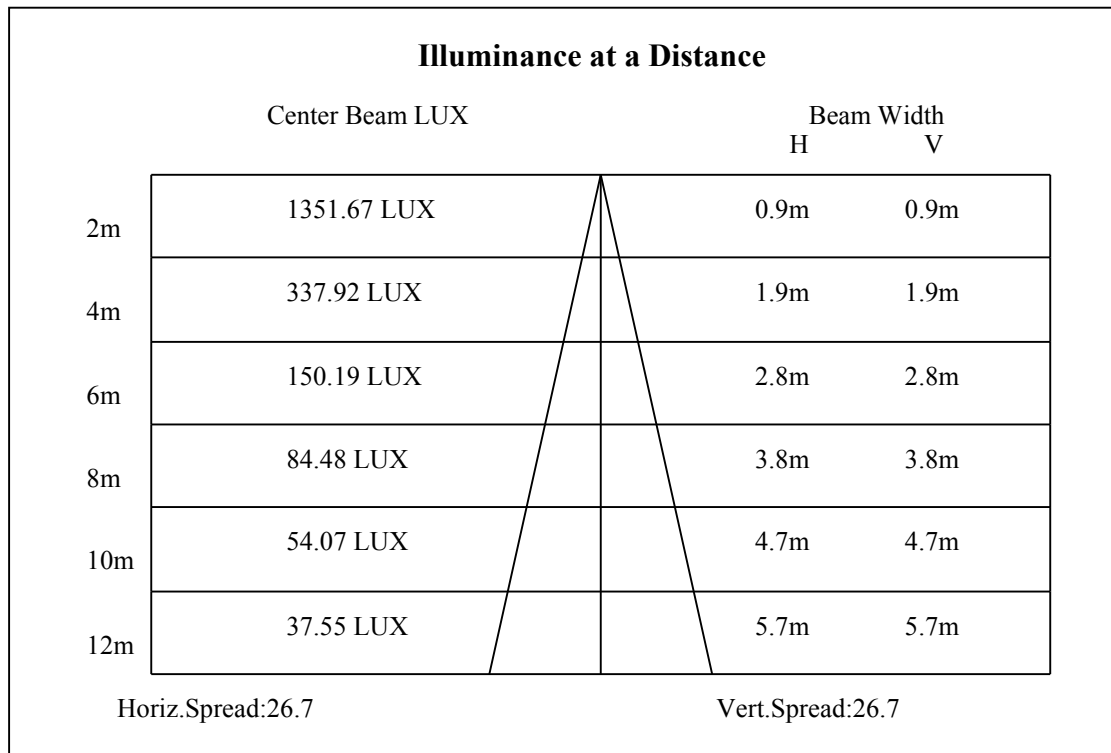 Illuminance at a Distance
Center Beam LUX Beam Width
H V
2m 1351.67 LUX 0.9m 0.9m
4m 337.92 LUX 1.9m 1.9m
6m 150.19 LUX 2.8m 2.8m
8m 84.48 LUX 3.8m 3.8m
10m 54.07 LUX 4.7m 4.7m
12m 37.55 LUX 5.7m 5.7m
Horiz.Spread:26.7 Vert.Spread:26.7